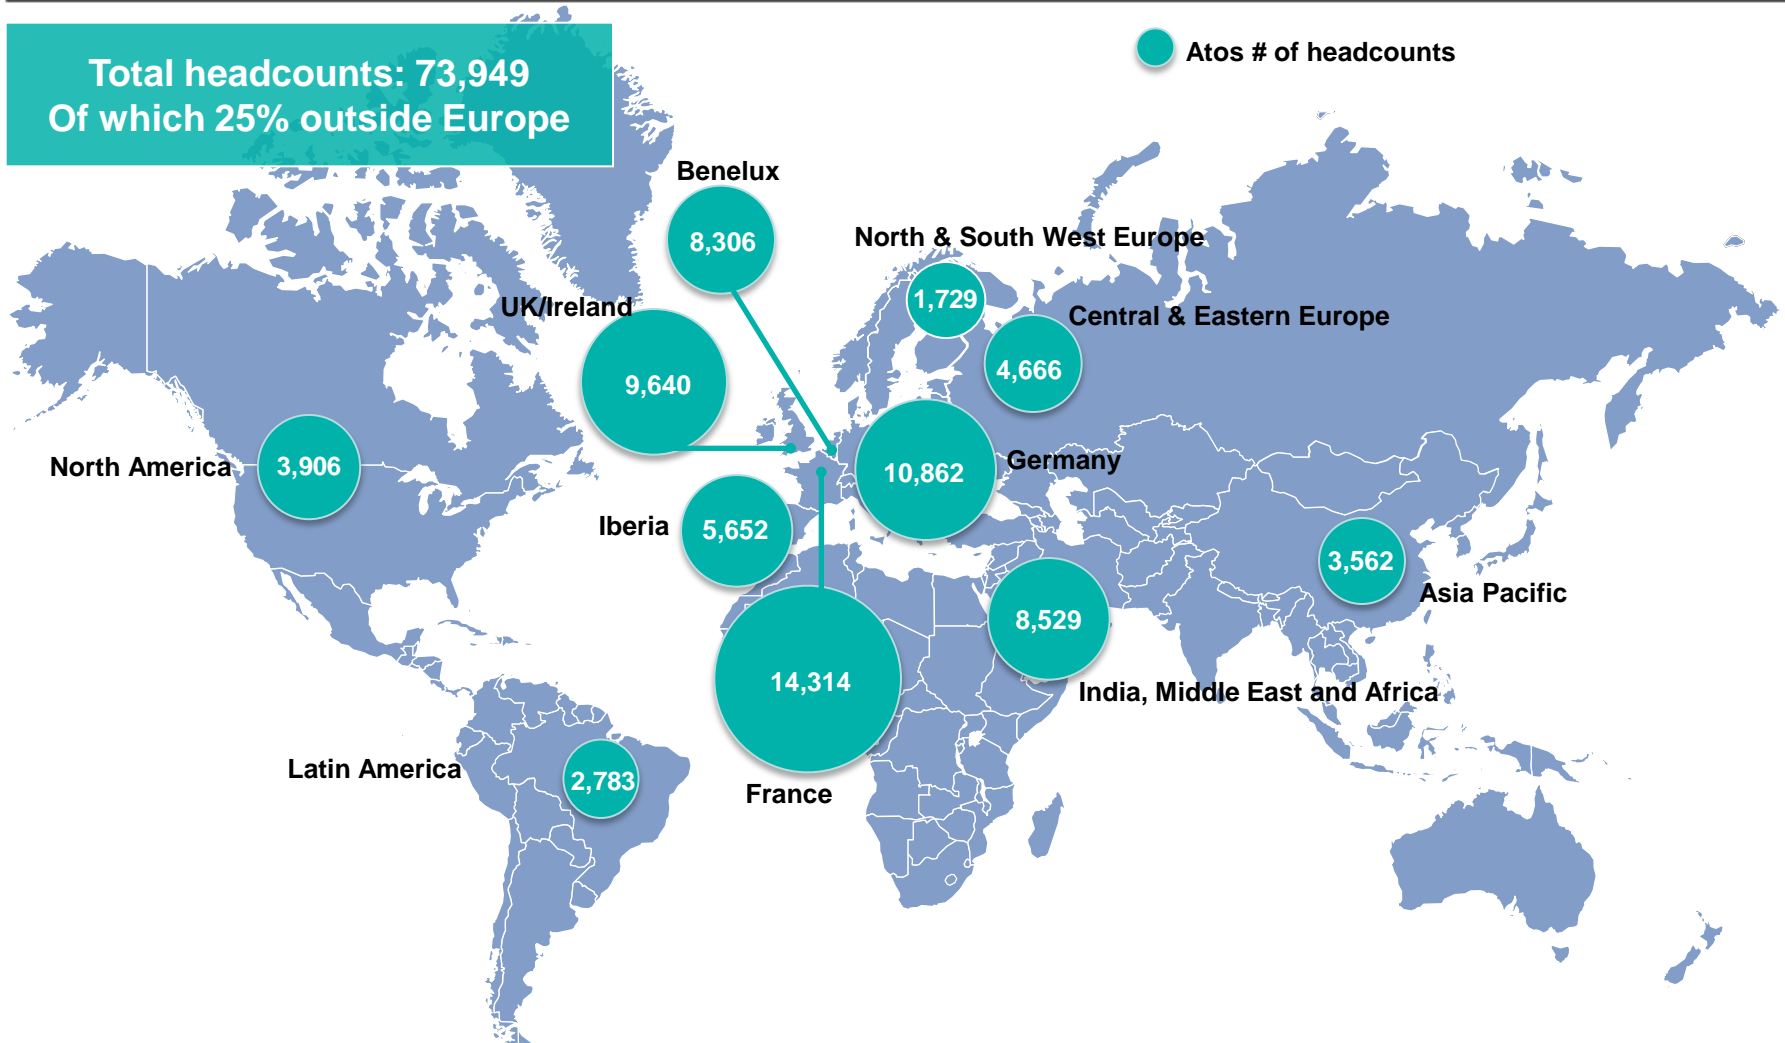 Total headcounts: 73,949
Of which 25% outside Europe
Atos # of headcounts
Benelux
8,306
North & South West Europe
1,729
UK/Ireland
9,640
Central & Eastern Europe
4,666
North America
3,906
Germany
10,862
Iberia
5,652
Asia Pacific
3,562
8,529
India, Middle East and Africa
14,314
France
Latin America
2,783